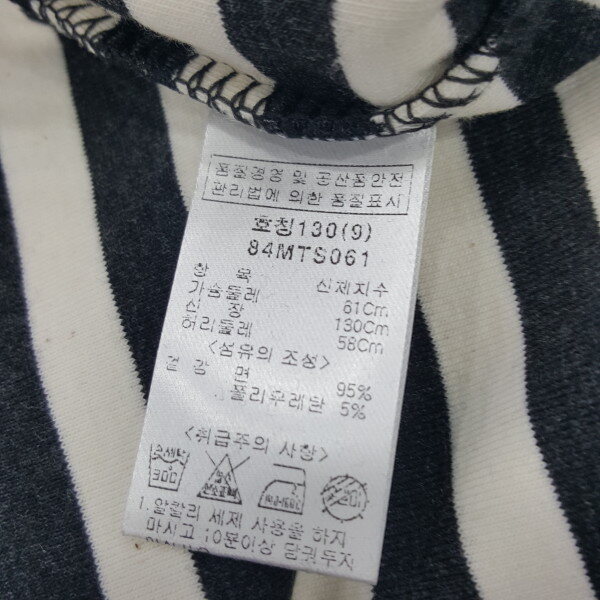 품질경영 및 공산품안전
관리법에 의한 품질표시
호칭130(9)
84MTS061
항 목 신체지수
가슴둘레 61Cm
신 장 130Cm
허리둘레 58Cm
<섬유의 조성>
겉 감 면 95%
폴리우레탄 5%
<취급주의 사항>
1.알칼리 세제 사용을 하지
마시고 10분이상 담궈두지